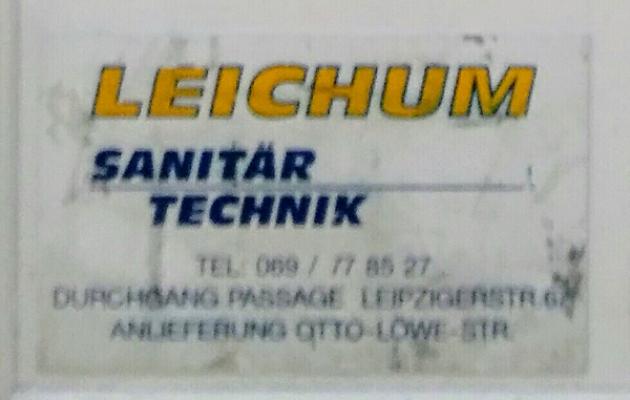 LEICHUM
SANITÄR
TECHNIK
TEL: 069 / 77 85 27
DURCHGANG PASSAGE LEIPZIGERSTR.
ANLIEFERUNG OTTO-LÖWE-STR.